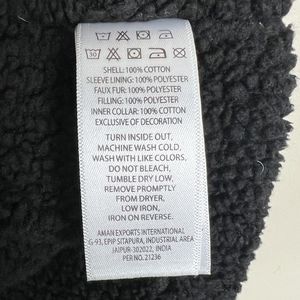 SHELL: 100% COTTON
SLEEVE LINING: 100% POLYESTER
FAUX FUR: 100% POLYESTER
FILLING: 100% POLYESTER
INNER COLLAR: 100% COTTON
EXCLUSIVE OF DECORATION
TURN INSIDE OUT,
MACHINE WASH COLD,
WASH WITH LIKE COLORS,
DO NOT BLEACH,
TUMBLE DRY LOW,
REMOVE PROMPTLY
FROM DRYER,
LOW IRON,
IRON ON REVERSE.
AMAN EXPORTS INTERNATIONAL
G-93, EPIP SITAPURA, INDUSTRIAL AREA
JAIPUR-302022, INDIA
PER NO. 21236